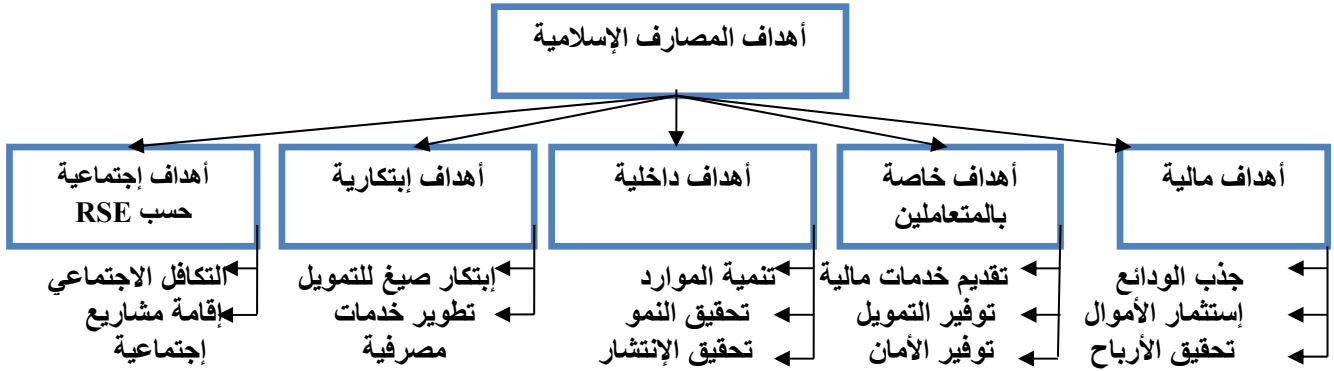 أهداف المصارف الإسلامية
أهداف مالية
أهداف خاصة
بالمتعاملين
أهداف داخلية
أهداف إبتكارية
أهداف إجتماعية
حسب RSE
جذب الودائع
إستثمار الأموال
تحقيق الأرباح
تقديم خدمات مالية
توفير التمويل
توفير الأمان
تنمية الموارد
تحقيق النمو
تحقيق الإنتشار
إبتكار صيغ للتمويل
تطوير خدمات
مصرفية
التكافل الاجتماعي
إقامة مشاريع
إجتماعية